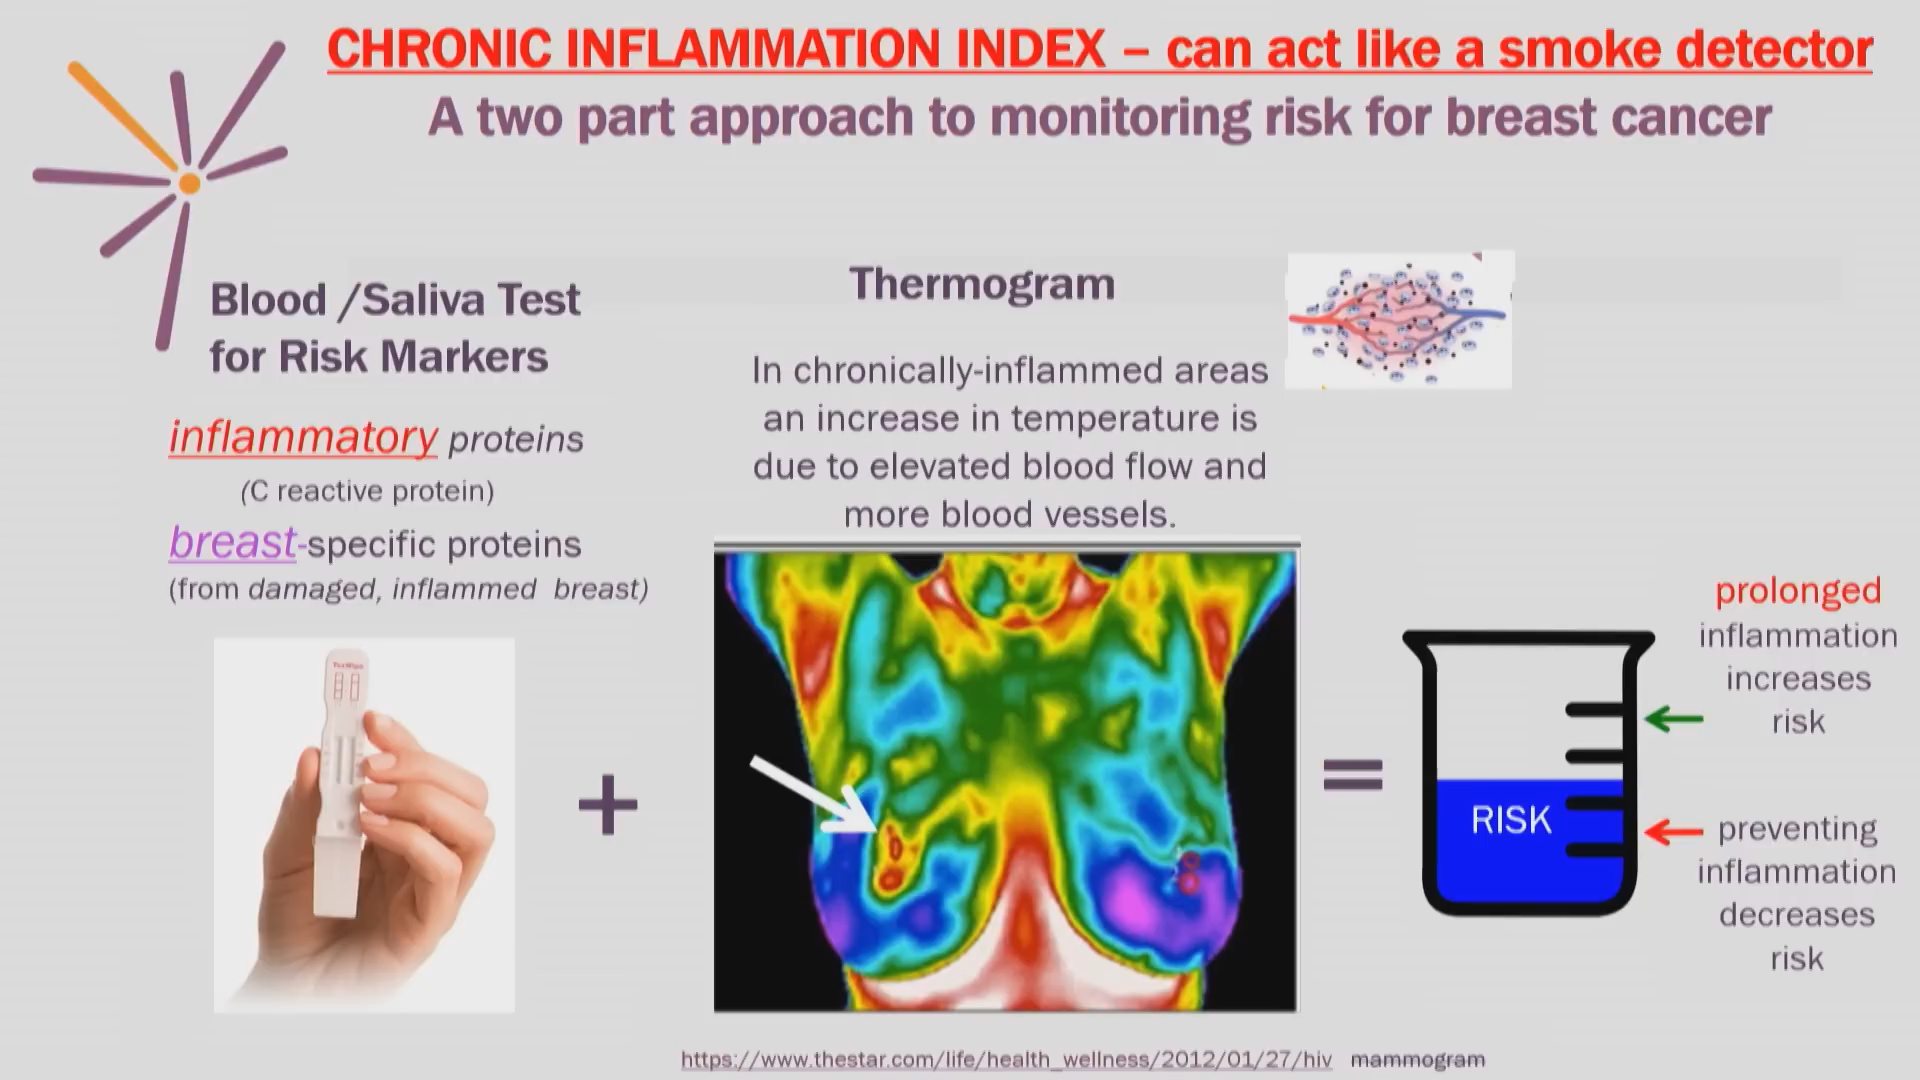 CHRONIC INFLAMMATION INDEX – can act like a smoke detector
A two part approach to monitoring risk for breast cancer
Blood /Saliva Test
for Risk Markers
inflammatory proteins
(C reactive protein)
breast-specific proteins
(from damaged, inflammed breast)
Thermogram
In chronically-inflammed areas
an increase in temperature is
due to elevated blood flow and
more blood vessels.
+
=
RISK
prolonged
inflammation
increases
risk
preventing
inflammation
decreases
risk
https://www.thestar.com/life/health_wellness/2012/01/27/hiv mammogram